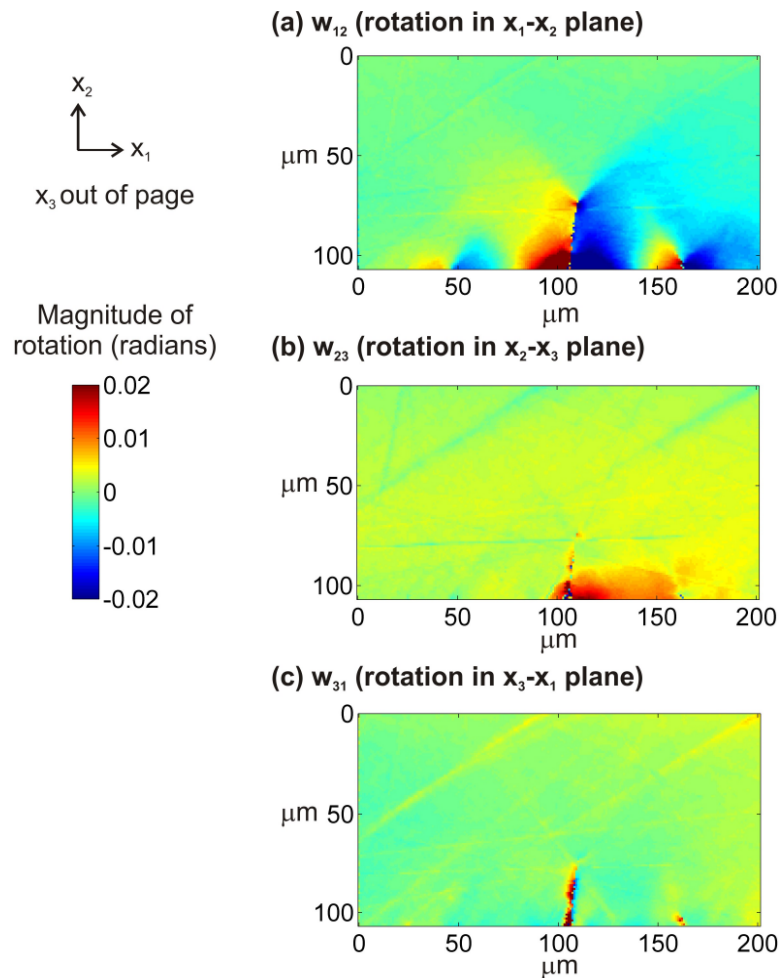 (a) w₁₂ (rotation in x₁-x₂ plane)
x₂
x₁
x₃ out of page
0
μm 50
100
0 50 100 150 200
μm
Magnitude of
rotation (radians)
0.02
0.01
0
-0.01
-0.02
(b) w₂₃ (rotation in x₂-x₃ plane)
0
μm 50
100
0 50 100 150 200
μm
(c) w₃₁ (rotation in x₃-x₁ plane)
0
μm 50
100
0 50 100 150 200
μm